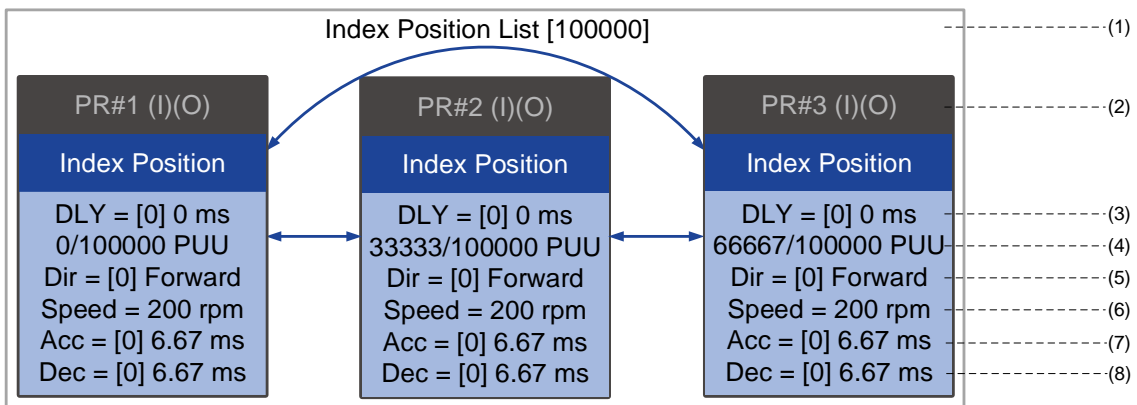 Index Position List [100000]
(1)
PR#1 (I)(O)
PR#2 (I)(O)
PR#3 (I)(O)
(2)
Index Position
Index Position
Index Position
DLY = [0] 0 ms
0/100000 PUU
Dir = [0] Forward
Speed = 200 rpm
Acc = [0] 6.67 ms
Dec = [0] 6.67 ms
DLY = [0] 0 ms
33333/100000 PUU
Dir = [0] Forward
Speed = 200 rpm
Acc = [0] 6.67 ms
Dec = [0] 6.67 ms
DLY = [0] 0 ms
66667/100000 PUU
Dir = [0] Forward
Speed = 200 rpm
Acc = [0] 6.67 ms
Dec = [0] 6.67 ms
(3)
(4)
(5)
(6)
(7)
(8)